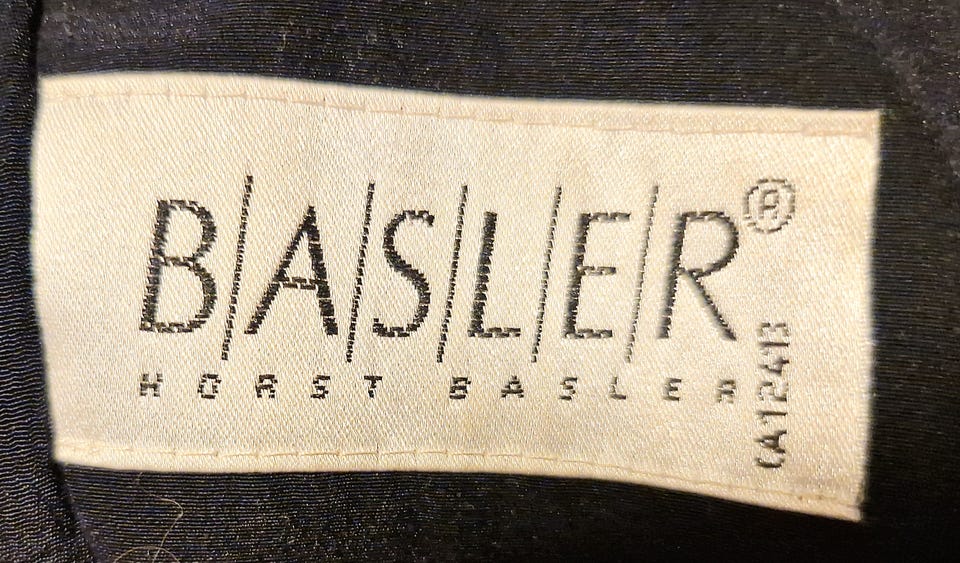 B/A/S/L/E/R®
HORST BASLER
CA12413